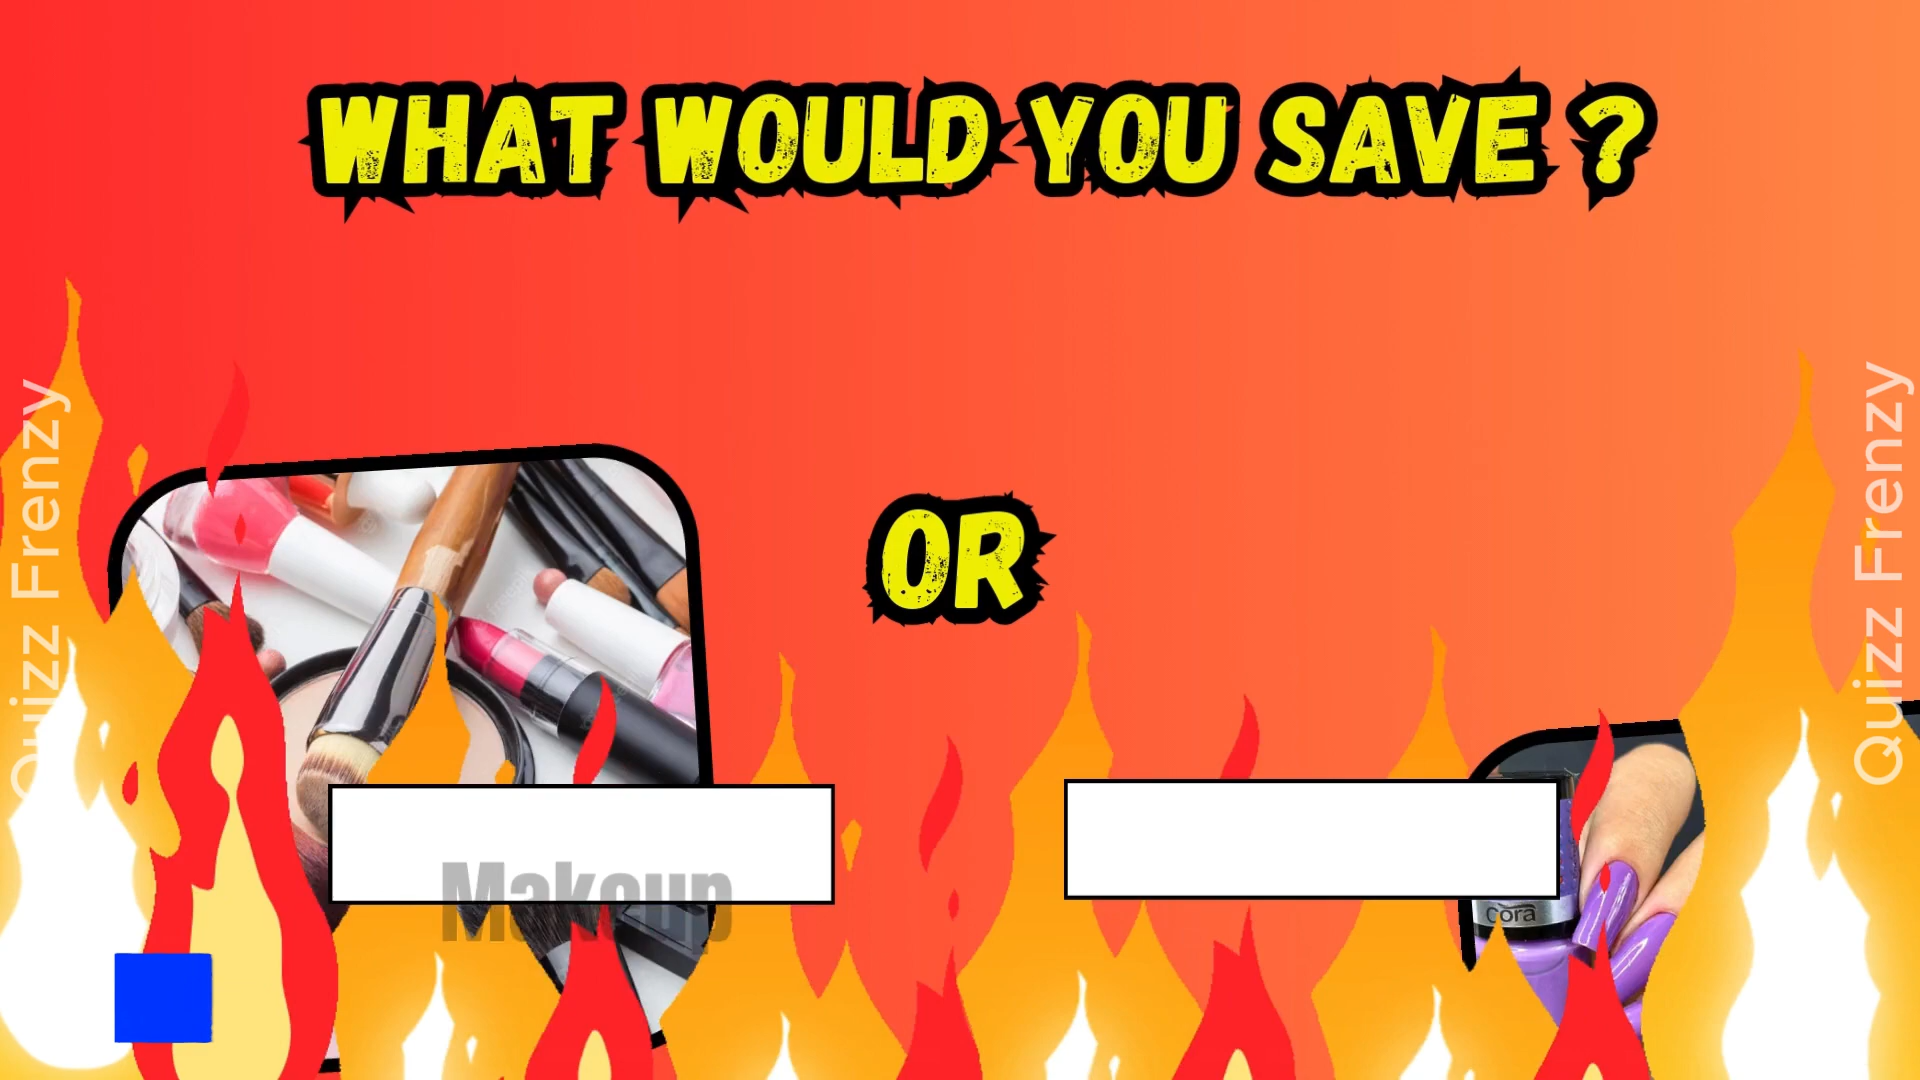 WHAT WOULD YOU SAVE ?
Quizz Frenzy
OR
Quizz Frenzy
Makeup
Cora